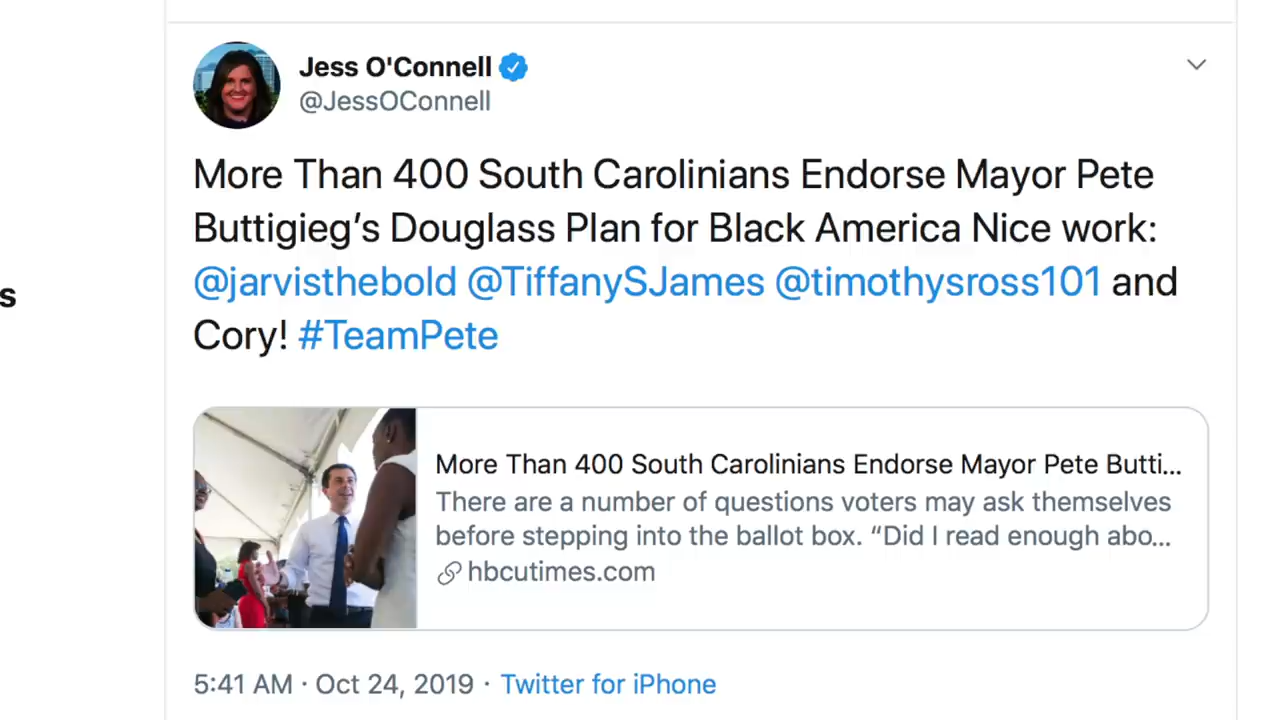 Jess O'Connell
@JessOConnell
More Than 400 South Carolinians Endorse Mayor Pete
Buttigieg’s Douglass Plan for Black America Nice work:
@jarvisthebold @TiffanySJames @timothysross101 and
s
Cory! #TeamPete
More Than 400 South Carolinians Endorse Mayor Pete Butti...
There are a number of questions voters may ask themselves
before stepping into the ballot box. “Did I read enough abo...
hbcutimes.com
5:41 AM · Oct 24, 2019 · Twitter for iPhone